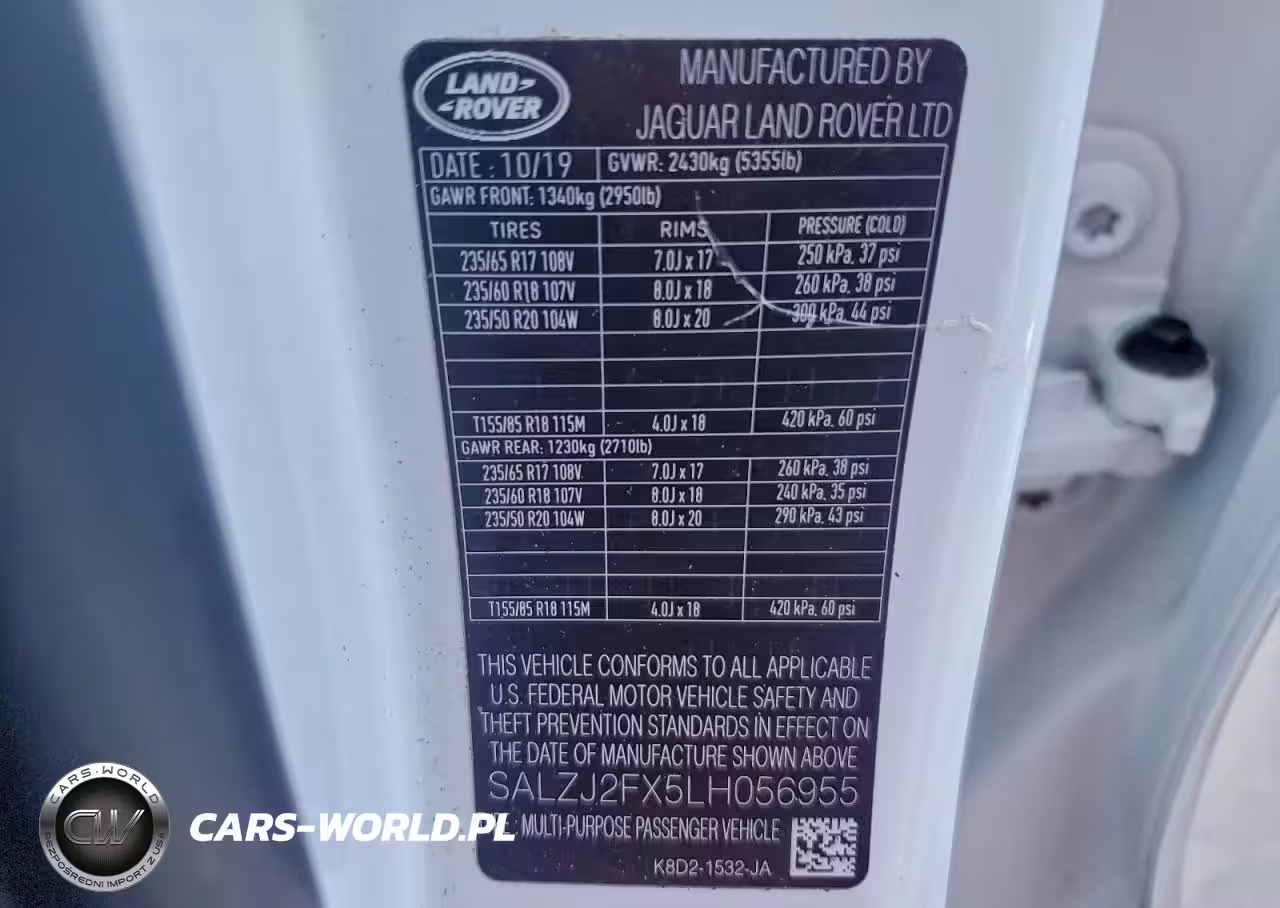 LAND
ROVER
MANUFACTURED BY
JAGUAR LAND ROVER LTD
DATE : 10/19 GVWR: 2430kg (5355lb)
GAWR FRONT: 1340kg (2950lb)
TIRES RIMS PRESSURE (COLD)
235/65 R17 108V 7.0J x 17 250 kPa, 37 psi
235/60 R18 107V 8.0J x 18 260 kPa, 38 psi
235/50 R20 104W 8.0J x 20 300 kPa, 44 psi
T155/85 R18 115M 4.0J x 18 420 kPa, 60 psi
GAWR REAR: 1230kg (2710lb)
235/65 R17 108V 7.0J x 17 260 kPa, 38 psi
235/60 R18 107V 8.0J x 18 240 kPa, 35 psi
235/50 R20 104W 8.0J x 20 290 kPa, 43 psi
T155/85 R18 115M 4.0J x 18 420 kPa, 60 psi
THIS VEHICLE CONFORMS TO ALL APPLICABLE
U.S. FEDERAL MOTOR VEHICLE SAFETY AND
THEFT PREVENTION STANDARDS IN EFFECT ON
THE DATE OF MANUFACTURE SHOWN ABOVE
SALZJ2FX5LH056955
: MULTI-PURPOSE PASSENGER VEHICLE
K8D2-1532-JA
CARS-WORLD
CW
BEZPOŚREDNI IMPORT Z USA
CARS-WORLD.PL